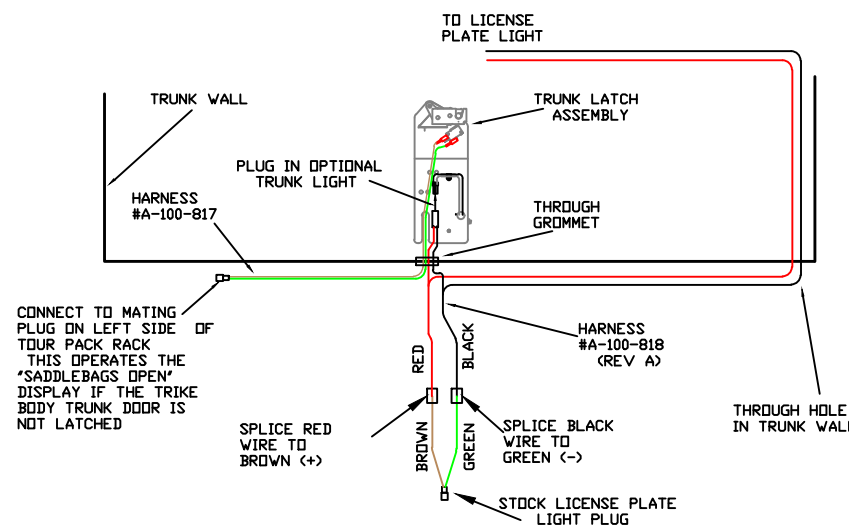 TO LICENSE
PLATE LIGHT
TRUNK WALL
TRUNK LATCH
ASSEMBLY
PLUG IN OPTIONAL
TRUNK LIGHT
HARNESS
#A-100-817
THROUGH
GROMMET
CONNECT TO MATING
PLUG ON LEFT SIDE OF
TOUR PACK RACK
THIS OPERATES THE
"SADDLEBAGS OPEN"
DISPLAY IF THE TRIKE
BODY TRUNK DOOR IS
NOT LATCHED
RED
BLACK
HARNESS
#A-100-818
(REV A)
THROUGH HOLE
IN TRUNK WALL
SPLICE RED
WIRE TO
BROWN (+)
BROWN
GREEN
SPLICE BLACK
WIRE TO
GREEN (-)
STOCK LICENSE PLATE
LIGHT PLUG